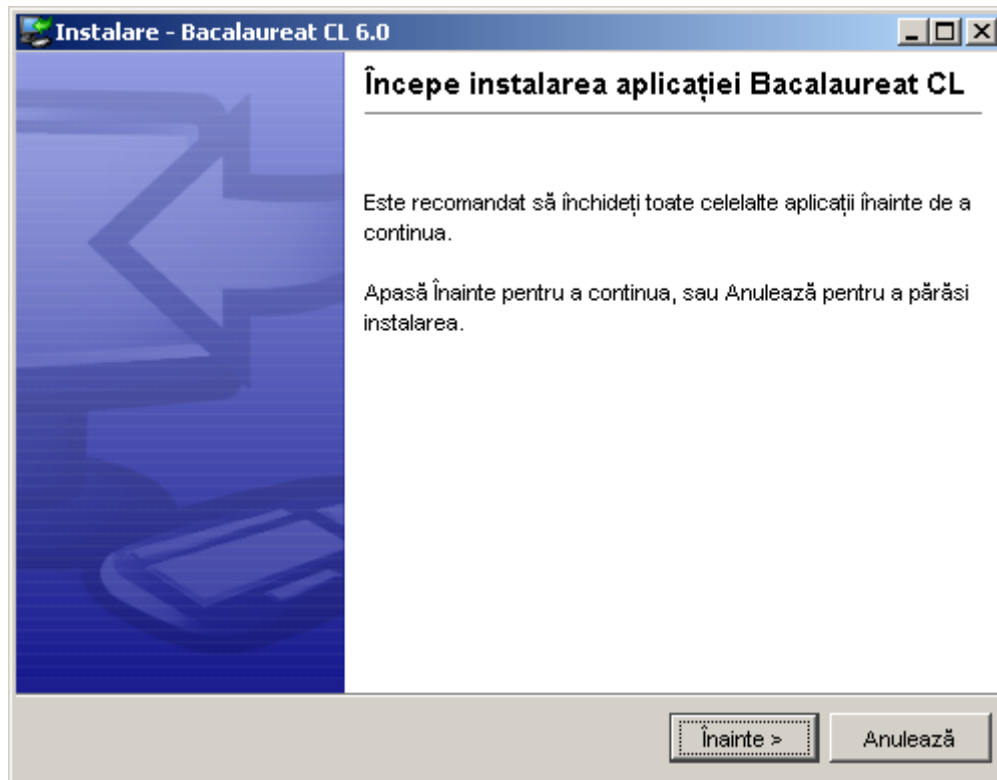 Instalare - Bacalaureat CL 6.0
Începe instalarea aplicației Bacalaureat CL
Este recomandat să închideți toate celelalte aplicații înainte de a
continua.
Apasă Înainte pentru a continua, sau Anulează pentru a părăsi
instalarea.
Înainte >
Anulează